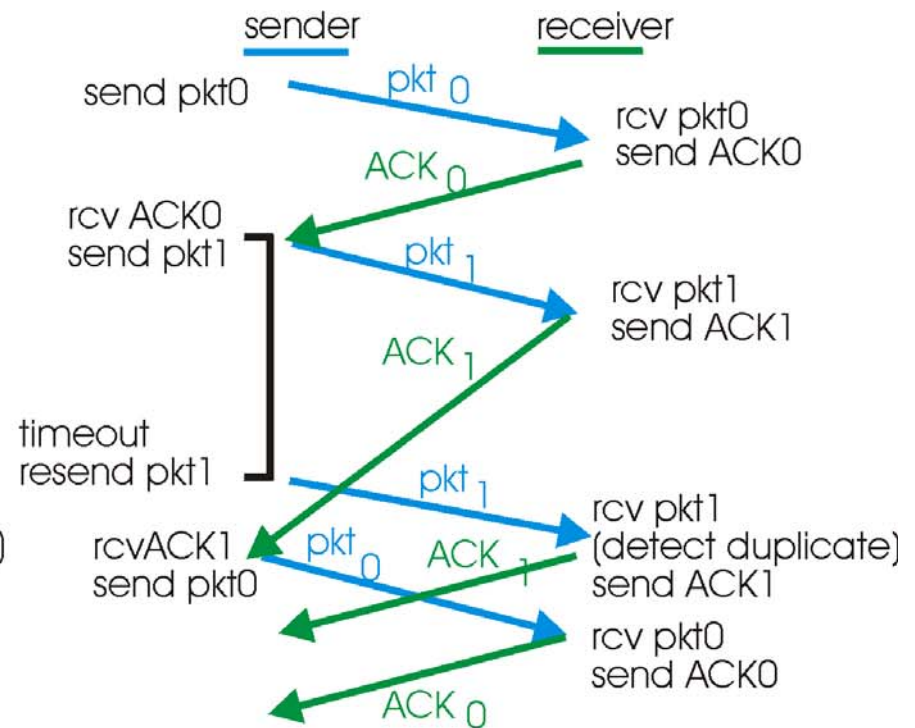 sender
receiver
send pkt0
pkt 0
rcv pkt0
send ACK0
ACK 0
rcv ACK0
send pkt1
pkt 1
rcv pkt1
send ACK1
ACK 1
timeout
resend pkt1
pkt 1
rcv pkt1
(detect duplicate)
send ACK1
)
rcvACK1
send pkt0
pkt 0
ACK 1
rcv pkt0
send ACK0
ACK 0